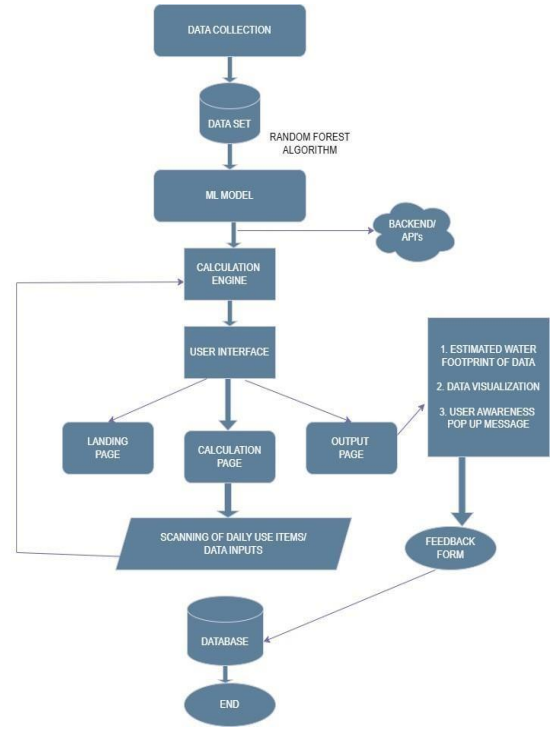 DATA COLLECTION
DATA SET
RANDOM FOREST
ALGORITHM
ML MODEL
BACKEND/
API's
CALCULATION
ENGINE
USER INTERFACE
1. ESTIMATED WATER
FOOTPRINT OF DATA
2. DATA VISUALIZATION
3. USER AWARENESS
POP UP MESSAGE
LANDING
PAGE
CALCULATION
PAGE
OUTPUT
PAGE
SCANNING OF DAILY USE ITEMS/
DATA INPUTS
FEEDBACK
FORM
DATABASE
END